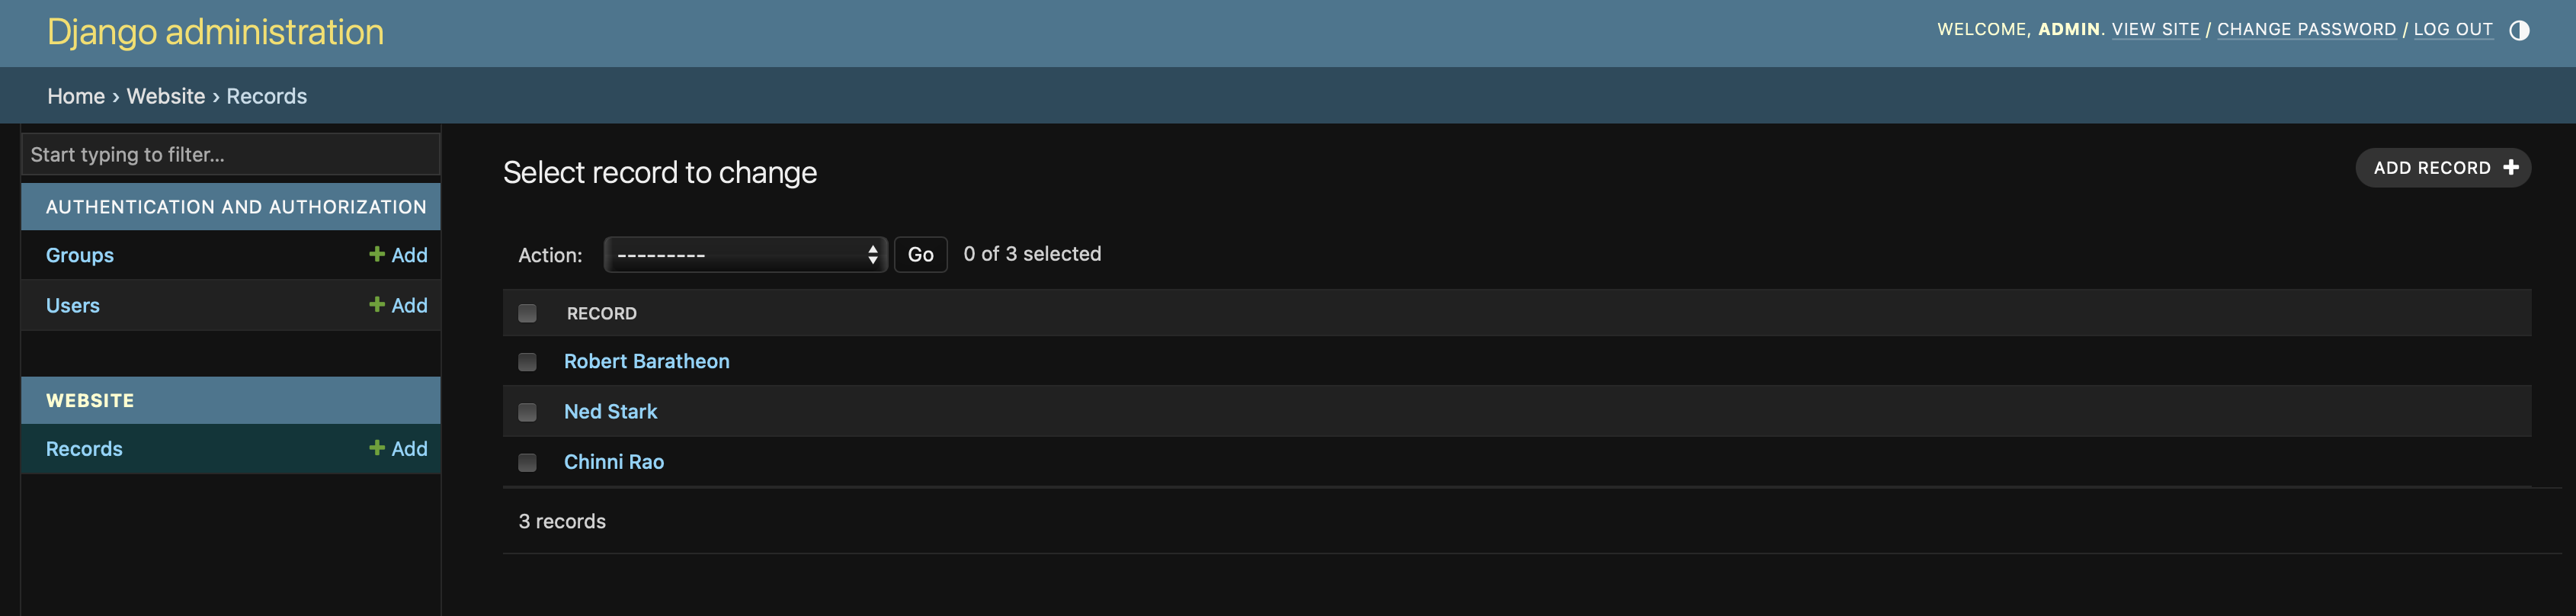 Django administration
WELCOME, ADMIN. VIEW SITE / CHANGE PASSWORD / LOG OUT
Home › Website › Records
Start typing to filter...
AUTHENTICATION AND AUTHORIZATION
Groups + Add
Users + Add
WEBSITE
Records + Add
Select record to change
ADD RECORD +
Action: --------- Go 0 of 3 selected
RECORD
Robert Baratheon
Ned Stark
Chinni Rao
3 records